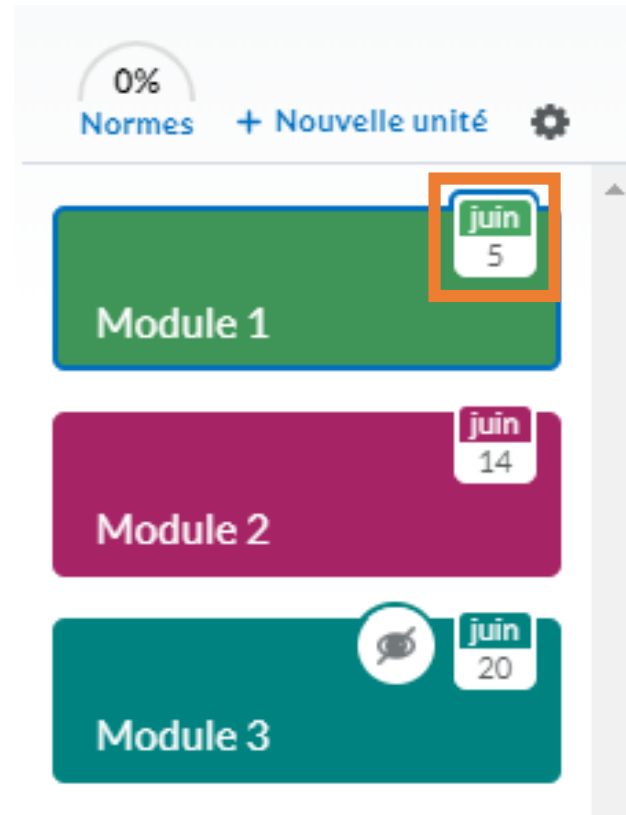 0%
Normes + Nouvelle unité
juin
5
Module 1
juin
14
Module 2
juin
20
Module 3